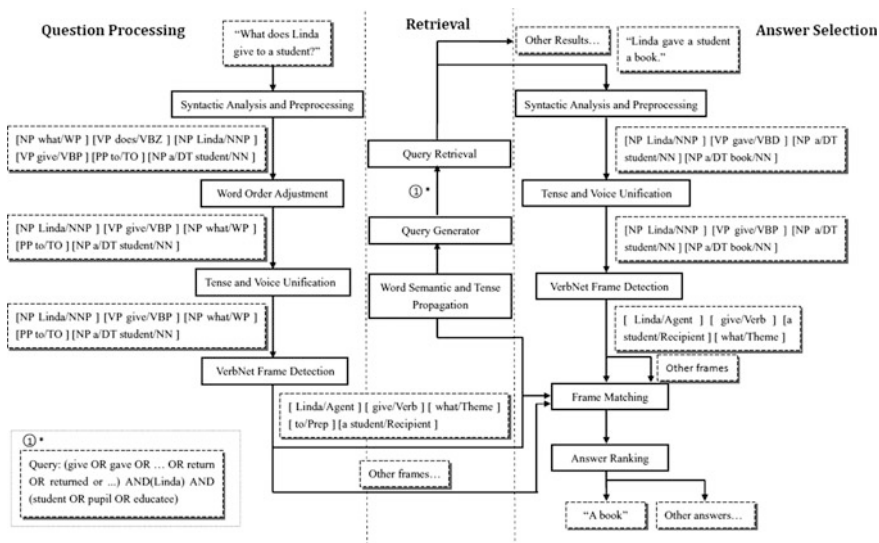 Question Processing
Retrieval
Answer Selection
“What does Linda
give to a student?”
Other Results…
“Linda gave a student
a book.”
Syntactic Analysis and Preprocessing
Syntactic Analysis and Preprocessing
[NP what/WP ] [VP does/VBZ ] [NP Linda/NNP ]
[VP give/VBP ] [PP to/TO ] [NP a/DT student/NN ]
[NP Linda/NNP ] [VP gave/VBD ] [NP a/DT
student/NN ] [NP a/DT book/NN ]
Query Retrieval
①*
Word Order Adjustment
Tense and Voice Unification
[NP Linda/NNP ] [VP give/VBP ] [NP what/WP ]
[PP to/TO ] [NP a/DT student/NN ]
Query Generator
[NP Linda/NNP ] [VP give/VBP ] [NP a/DT
student/NN ] [NP a/DT book/NN ]
Tense and Voice Unification
Word Semantic and Tense
Propagation
VerbNet Frame Detection
[NP Linda/NNP ] [VP give/VBP ] [NP what/WP ]
[PP to/TO ] [NP a/DT student/NN ]
[ Linda/Agent ] [ give/Verb ] [a
student/Recipient ] [ what/Theme ]
VerbNet Frame Detection
Other frames
[ Linda/Agent ] [ give/Verb ] [ what/Theme ]
[ to/Prep ] [a student/Recipient ]
Frame Matching
①*
Query: (give OR gave OR … OR return
OR returned or ...) AND(Linda) AND
(student OR pupil OR educatee)
Other frames…
Answer Ranking
“A book”
Other answers…